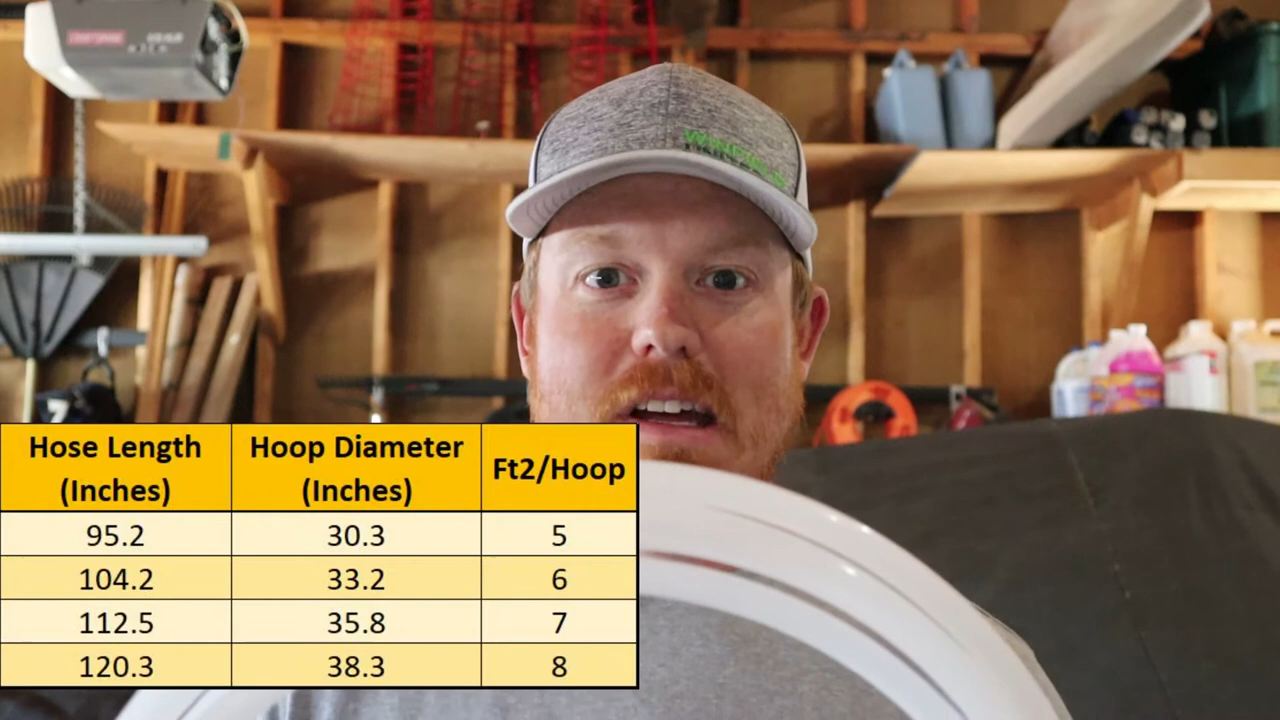 CRAFTSMAN
Hose Length (Inches) Hoop Diameter (Inches) Ft2/Hoop
95.2 30.3 5
104.2 33.2 6
112.5 35.8 7
120.3 38.3 8